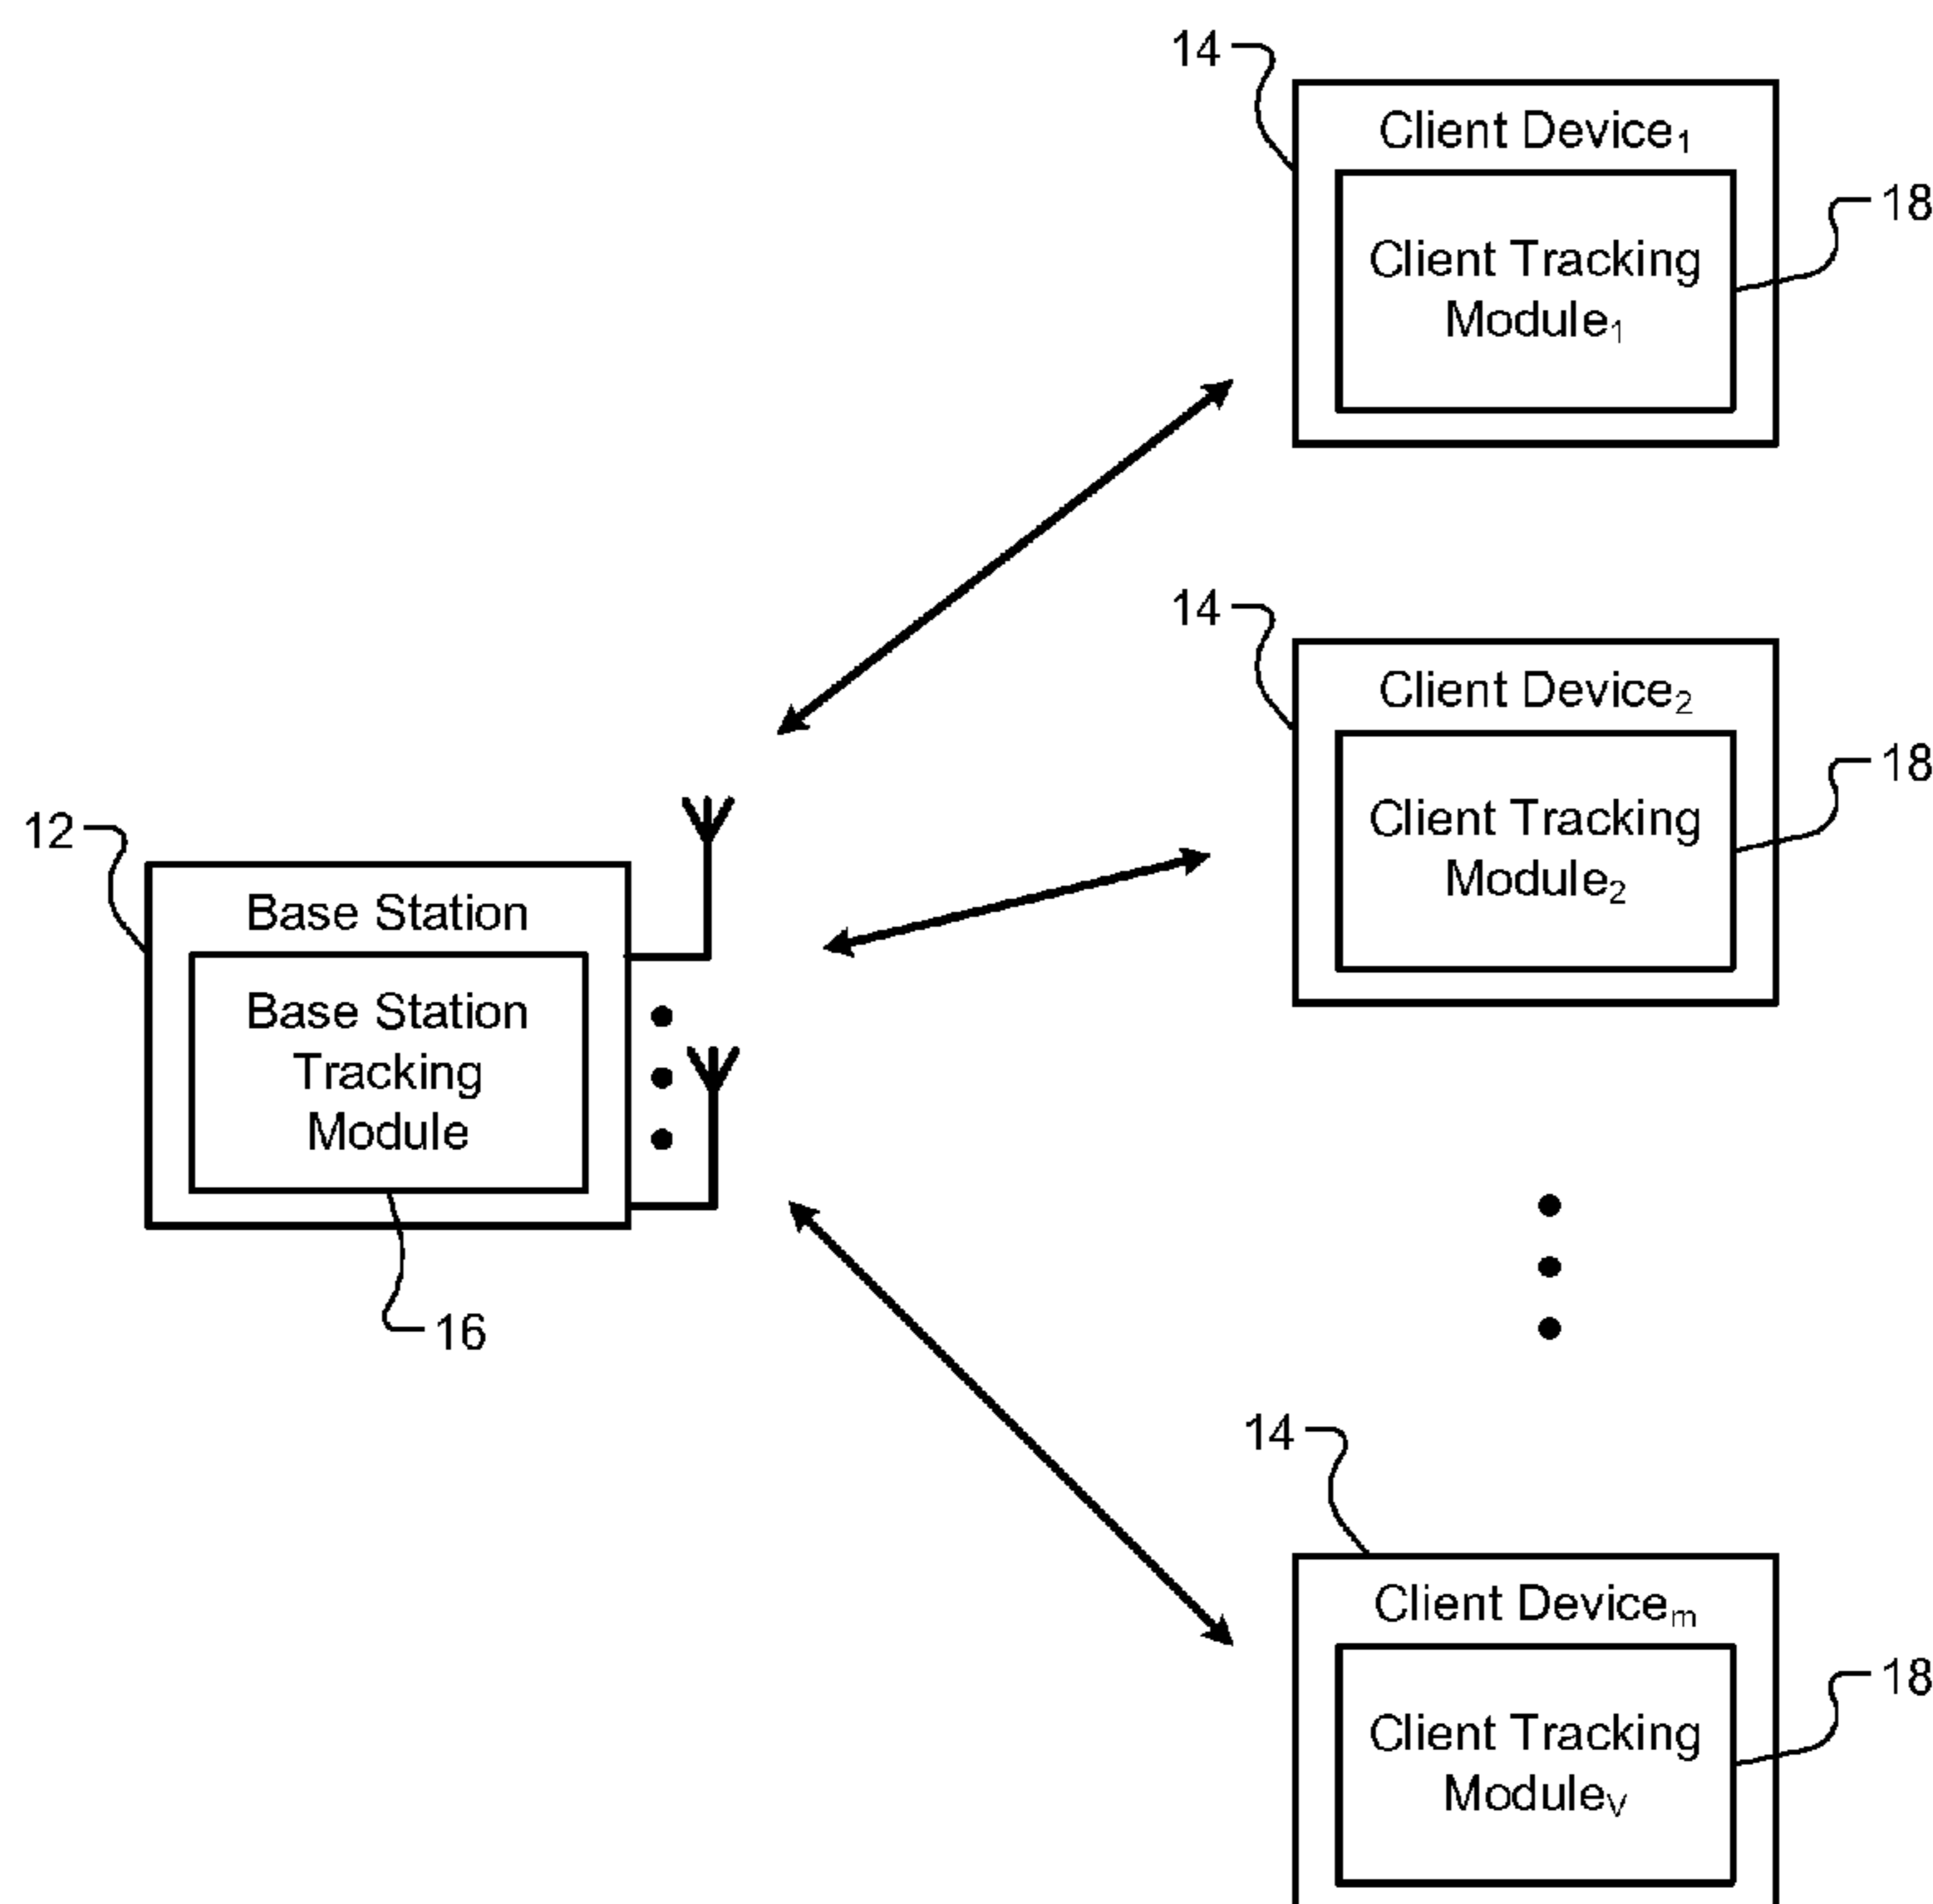 14
Client Device₁
18
Client Tracking
Module₁
14
Client Device₂
18
Client Tracking
Module₂
12
Base Station
Base Station
Tracking
Module
16
14
Client Deviceₘ
18
Client Tracking
Moduleᵥ